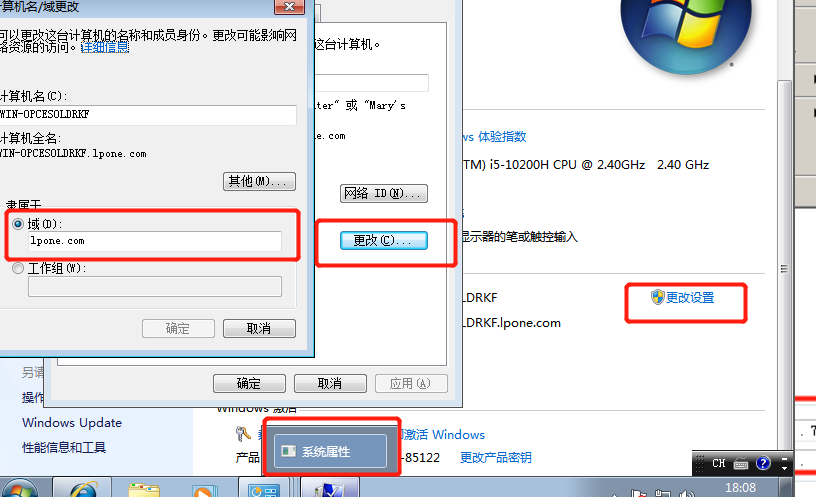 算机名/域更改
可以更改这台计算机的名称和成员身份。更改可能影响网
络资源的访问。详细信息
计算机名(C):
WIN-OPCESOLDRKF
计算机全名:
WIN-OPCESOLDRKF.lpone.com
其他(M)...
隶属于
域(D):
lpone.com
工作组(W):
确定
取消
这台计算机。
或 "Mary's
ne.com
网络 ID(N)...
更改(C)...
确定
取消
应用(A)
ws 体验指数
(TM) i5-10200H CPU @ 2.40GHz 2.40 GHz
显示器的笔或触控输入
LDRKF
更改设置
LDRKF.lpone.com
另请
操作
Windows Update
性能信息和工具
Windows 激活
激活 Windows
产品
-85122
更改产品密钥
系统属性
CH
18:08